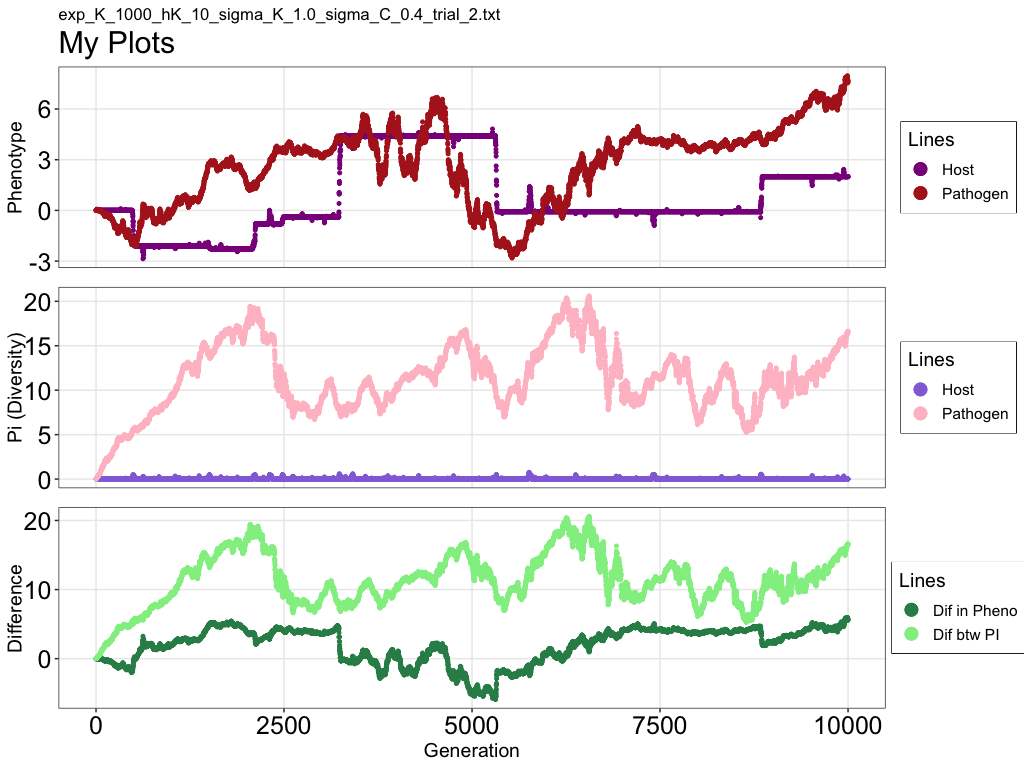 exp_K_1000_hK_10_sigma_K_1.0_sigma_C_0.4_trial_2.txt
My Plots
Phenotype
6
3
0
-3
Lines
Host
Pathogen
Pi (Diversity)
20
15
10
5
0
Lines
Host
Pathogen
Difference
20
10
0
Lines
Dif in Pheno
Dif btw PI
0
2500
5000
7500
10000
Generation